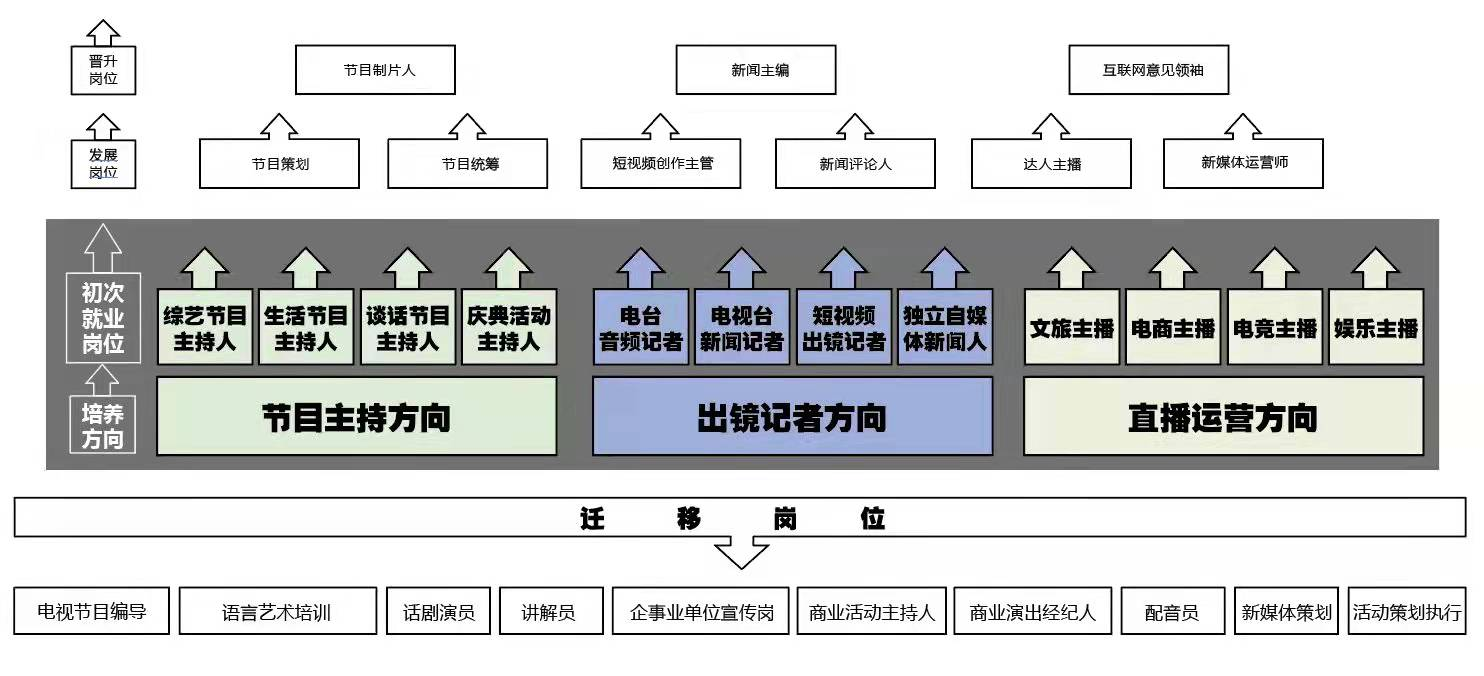 晋升
岗位
节目制片人
新闻主编
互联网意见领袖
发展
岗位
节目策划
节目统筹
短视频创作主管
新闻评论人
达人主播
新媒体运营师
初次
就业
岗位
综艺节目
主持人
生活节目
主持人
谈话节目
主持人
庆典活动
主持人
电台
音频记者
电视台
新闻记者
短视频
出镜记者
独立自媒
体新闻人
文旅主播
电商主播
电竞主播
娱乐主播
培养
方向
节目主持方向
出镜记者方向
直播运营方向
迁移岗位
电视节目编导
语言艺术培训
话剧演员
讲解员
企事业单位宣传岗
商业活动主持人
商业演出经纪人
配音员
新媒体策划
活动策划执行